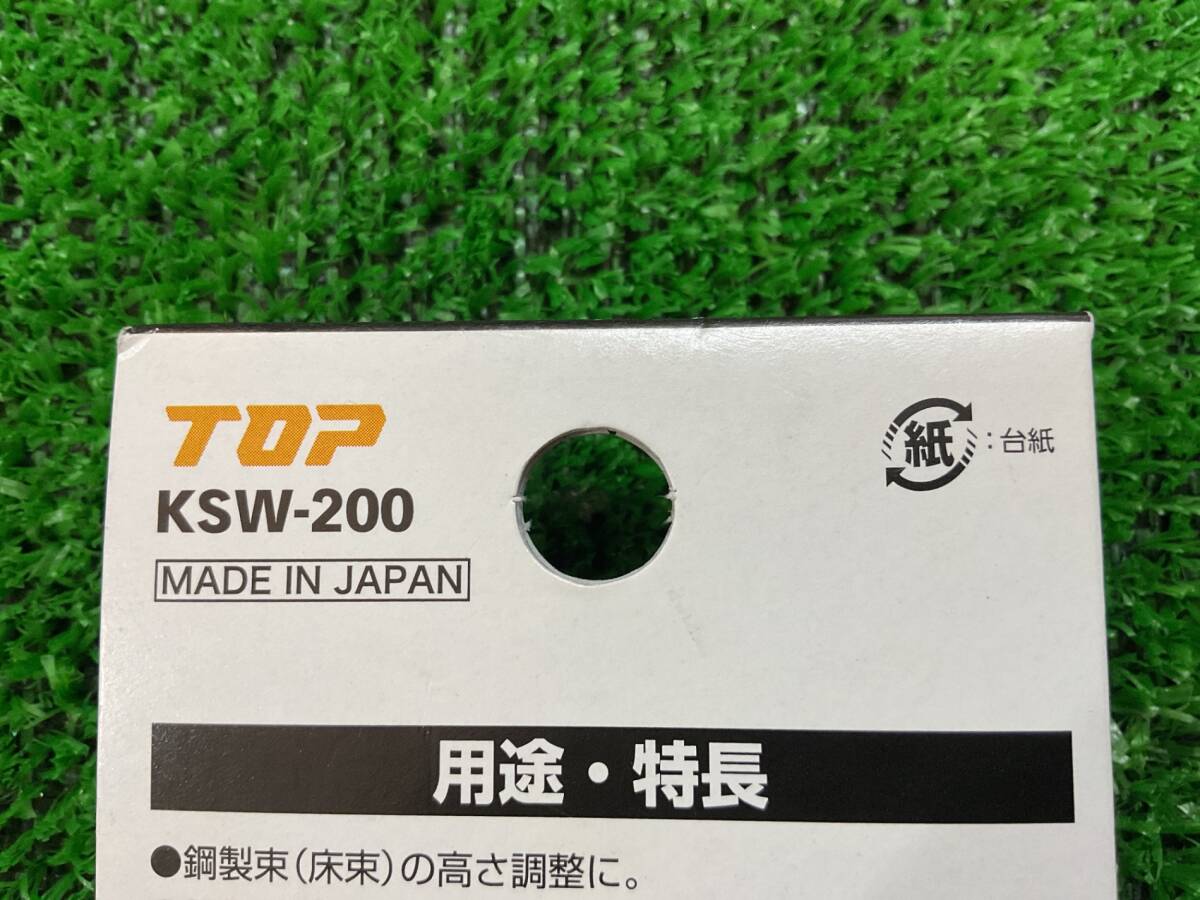 TOP
KSW-200
MADE IN JAPAN
紙：台紙
用途・特長
●鋼製束（床束）の高さ調整に。